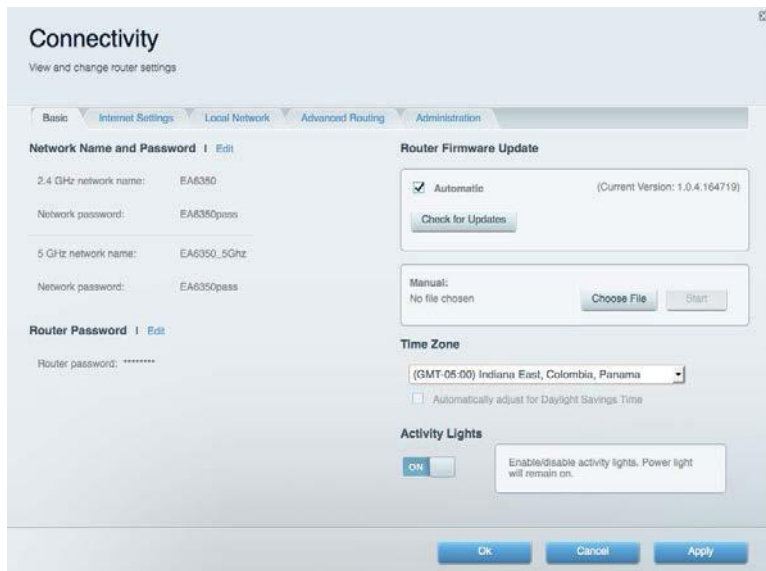 Connectivity
View and change router settings
Basic Internet Settings Local Network Advanced Routing Administration
Network Name and Password | Edit
2.4 GHz network name: EA6350
Network password: EA6350pass
5 GHz network name: EA6350_5Ghz
Network password: EA6350pass
Router Password | Edit
Router password: ********
Router Firmware Update
Automatic (Current Version: 1.0.4.164719)
Check for Updates
Manual:
No file chosen Choose File Start
Time Zone
(GMT-05:00) Indiana East, Colombia, Panama
Automatically adjust for Daylight Savings Time
Activity Lights
ON
Enable/disable activity lights. Power light
will remain on.
Ok Cancel Apply